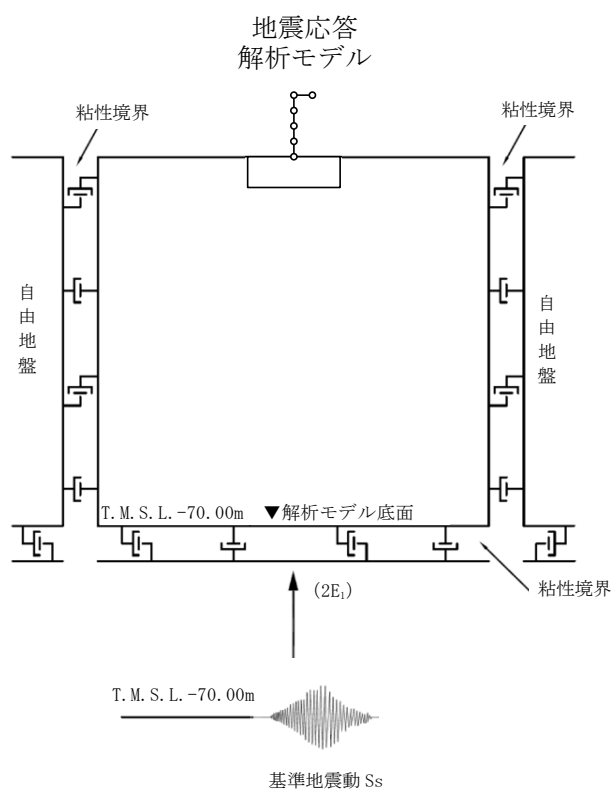 地震応答
解析モデル
粘性境界
粘性境界
自由地盤
自由地盤
T.M.S.L.-70.00m ▼解析モデル底面
粘性境界
(2E₁)
T.M.S.L.-70.00m
基準地震動 Ss